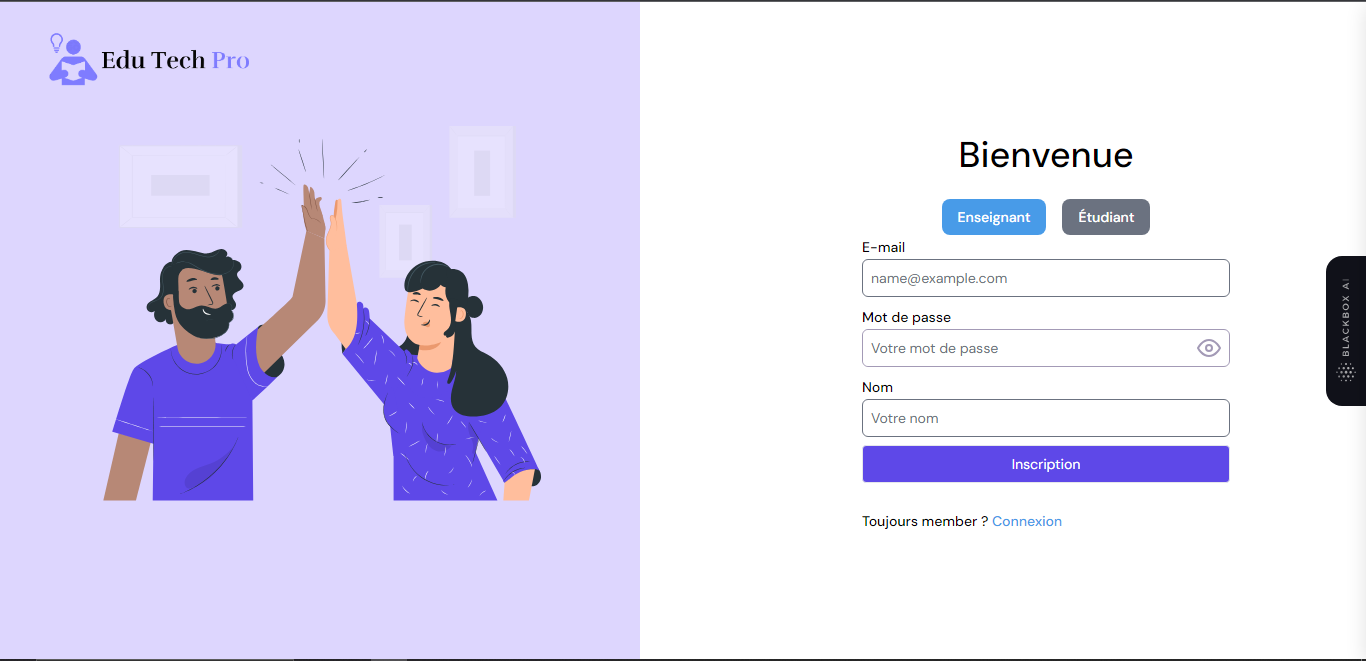 Edu Tech Pro
Bienvenue
Enseignant Étudiant
E-mail
name@example.com
Mot de passe
Votre mot de passe
Nom
Votre nom
Inscription
Toujours member ? Connexion
BLACKBOX AI